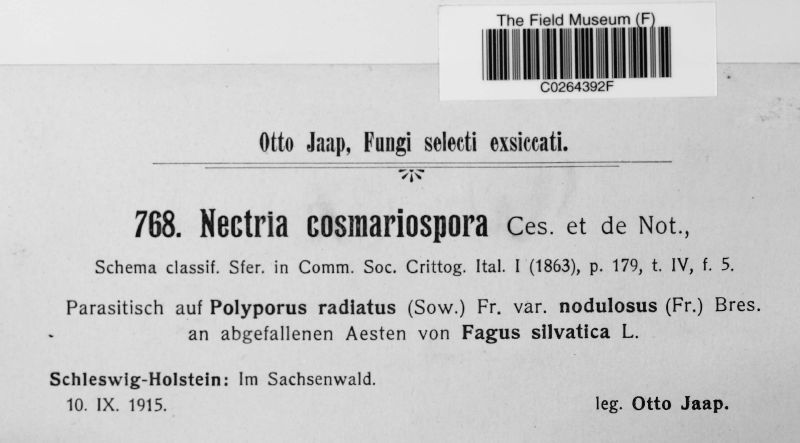 The Field Museum (F)
C0264392F
Otto Jaap, Fungi selecti exsiccati.
768. Nectria cosmariospora Ces. et de Not.,
Schema classif. Sfer. in Comm. Soc. Crittog. Ital. I (1863), p. 179, t. IV, f. 5.
Parasitisch auf Polyporus radiatus (Sow.) Fr. var. nodulosus (Fr.) Bres.
an abgefallenen Aesten von Fagus silvatica L.
Schleswig-Holstein: Im Sachsenwald.
10. IX. 1915.
leg. Otto Jaap.